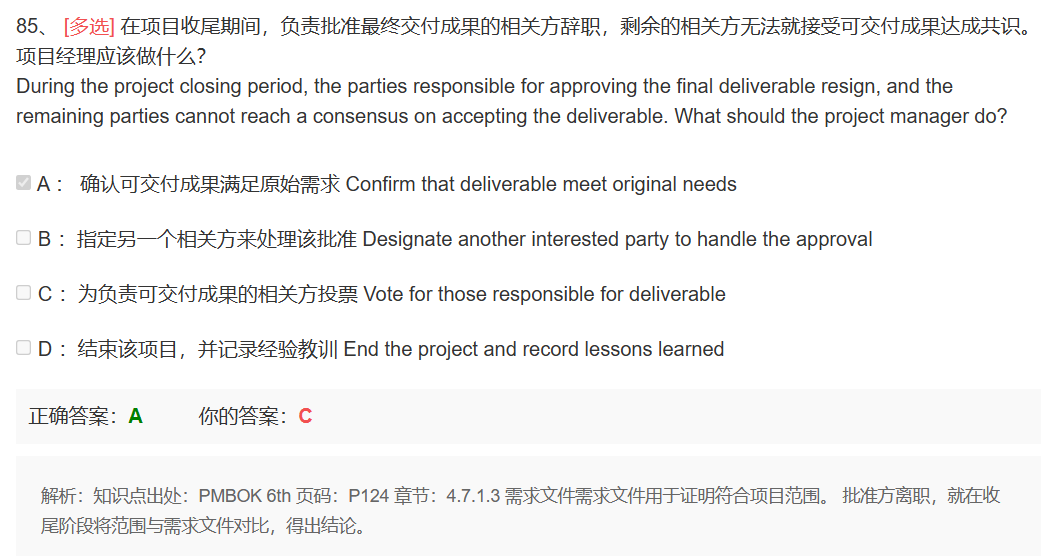 85、 [多选] 在项目收尾期间，负责批准最终交付成果的相关方辞职，剩余的相关方无法就接受可交付成果达成共识。
项目经理应该做什么?
During the project closing period, the parties responsible for approving the final deliverable resign, and the
remaining parties cannot reach a consensus on accepting the deliverable. What should the project manager do?
A： 确认可交付成果满足原始需求 Confirm that deliverable meet original needs
B：指定另一个相关方来处理该批准 Designate another interested party to handle the approval
C：为负责可交付成果的相关方投票 Vote for those responsible for deliverable
D：结束该项目，并记录经验教训 End the project and record lessons learned
正确答案：A 你的答案：C
解析：知识点出处：PMBOK 6th 页码：P124 章节：4.7.1.3 需求文件需求文件用于证明符合项目范围。 批准方离职，就在收
尾阶段将范围与需求文件对比，得出结论。